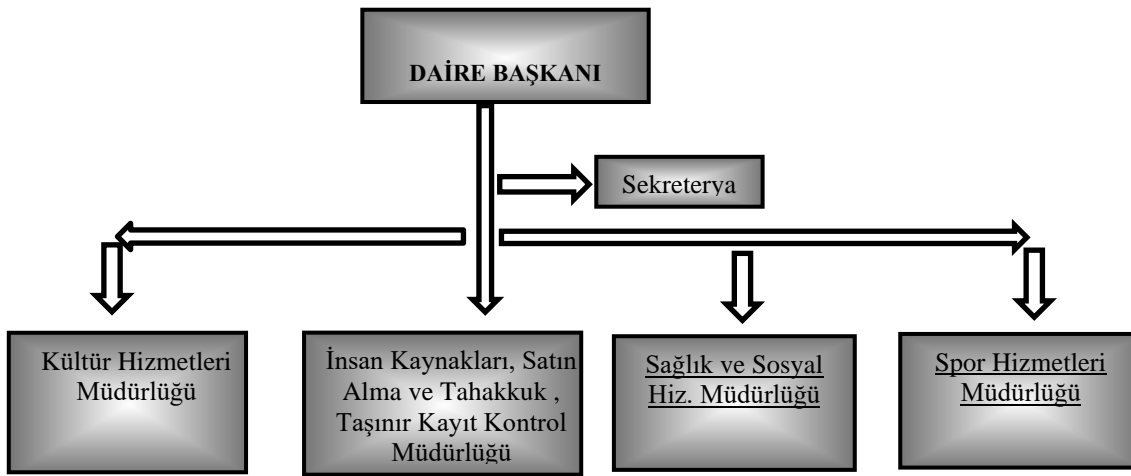 DAİRE BAŞKANI
Sekreterya
Kültür Hizmetleri
Müdürlüğü
İnsan Kaynakları, Satın
Alma ve Tahakkuk ,
Taşınır Kayıt Kontrol
Müdürlüğü
Sağlık ve Sosyal
Hiz. Müdürlüğü
Spor Hizmetleri
Müdürlüğü